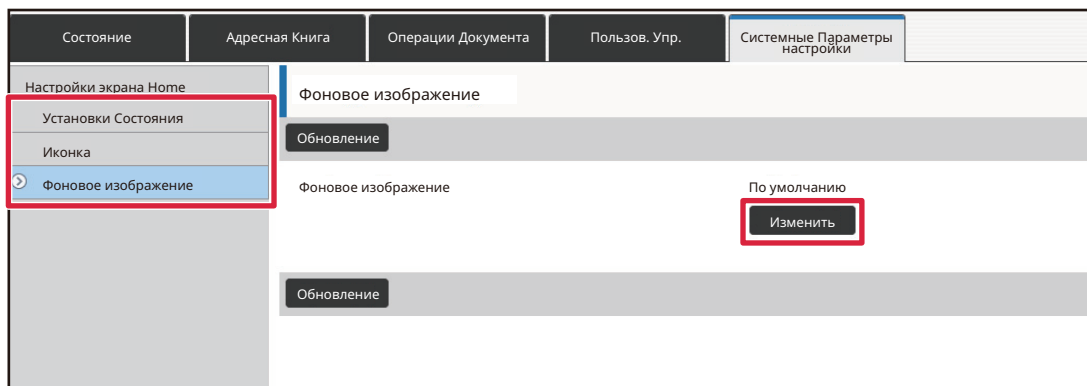 Состояние
Адресная Книга
Операции Документа
Пользов. Упр.
Системные Параметры
настройки
Настройки экрана Home
Установки Состояния
Иконка
Фоновое изображение
Фоновое изображение
Обновление
Фоновое изображение
По умолчанию
Изменить
Обновление